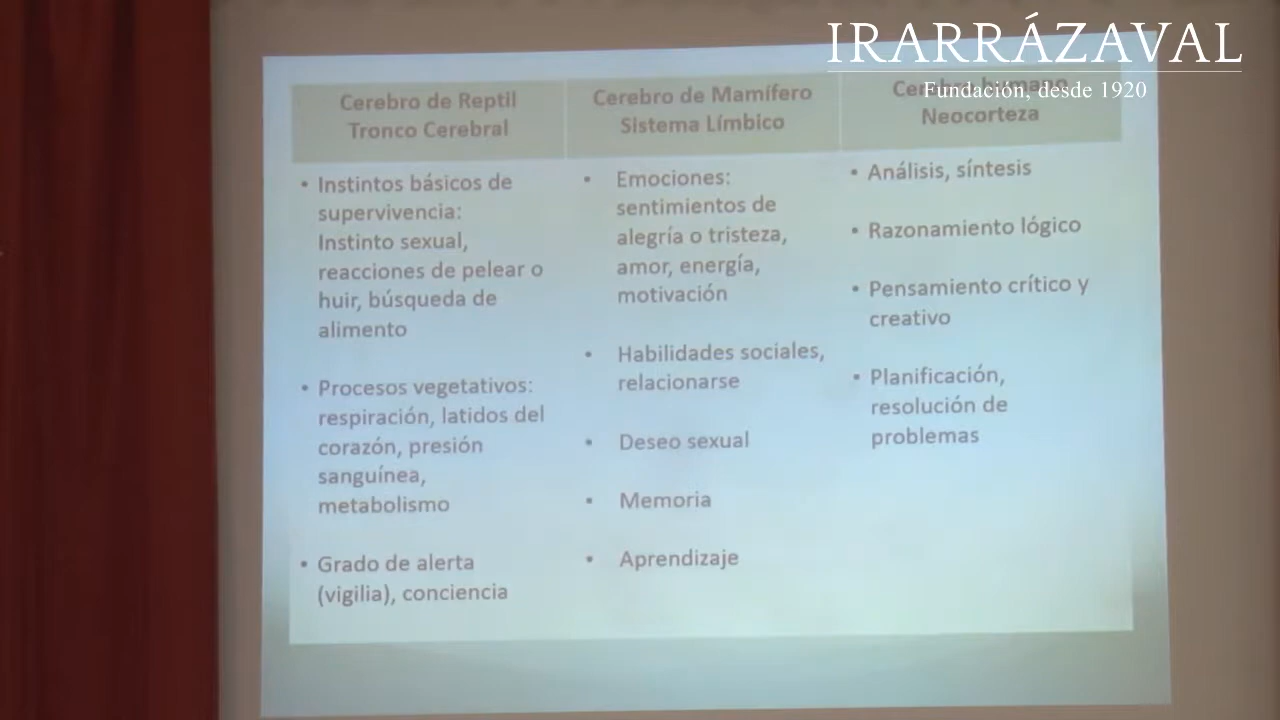 IRARRÁZAVAL
Fundación, desde 1920
Cerebro de Reptil
Tronco Cerebral
Instintos básicos de
supervivencia:
Instinto sexual,
reacciones de pelear o
huir, búsqueda de
alimento
Procesos vegetativos:
respiración, latidos del
corazón, presión
sanguínea,
metabolismo
Grado de alerta
(vigilia), conciencia
Cerebro de Mamífero
Sistema Límbico
Emociones:
sentimientos de
alegría o tristeza,
amor, energía,
motivación
Habilidades sociales,
relacionarse
Deseo sexual
Memoria
Aprendizaje
Cerebro humano
Neocorteza
Análisis, síntesis
Razonamiento lógico
Pensamiento crítico y
creativo
Planificación,
resolución de
problemas